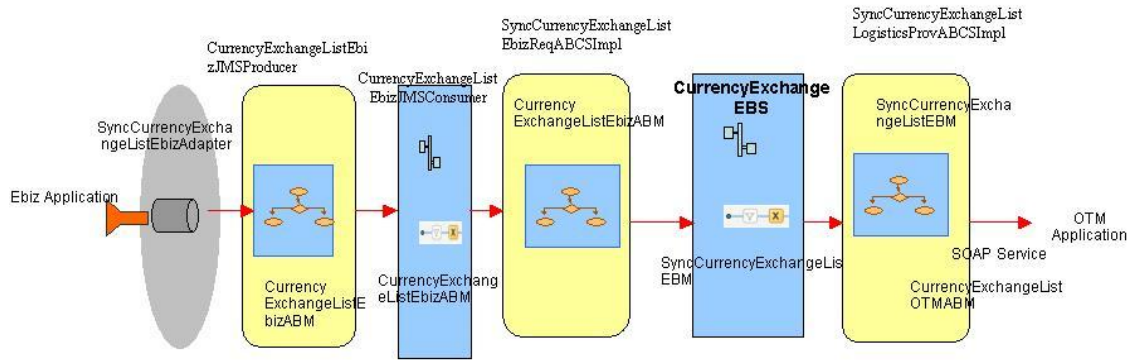 SyncCurrencyExchangeList
EbizReqABCSImpl
SyncCurrencyExchangeList
LogisticsProvABCSImpl
CurrencyExchangeListEbi
zJMSProducer
CurrencyExchangeList
EbizJMSConsumer
CurrencyExchange
EBS
Currency
ExchangeListEbizABM
SyncCurrencyExcha
ngeListEBM
SyncCurrencyExcha
ngeListEbizAdapter
Ebiz Application
OTM
Application
SOAP Service
SyncCurrencyExchangeLis
EBM
CurrencyExchang
eListEbizABM
Currency
ExchangeListE
bizABM
CurrencyExchangeList
OTMABM
X
X